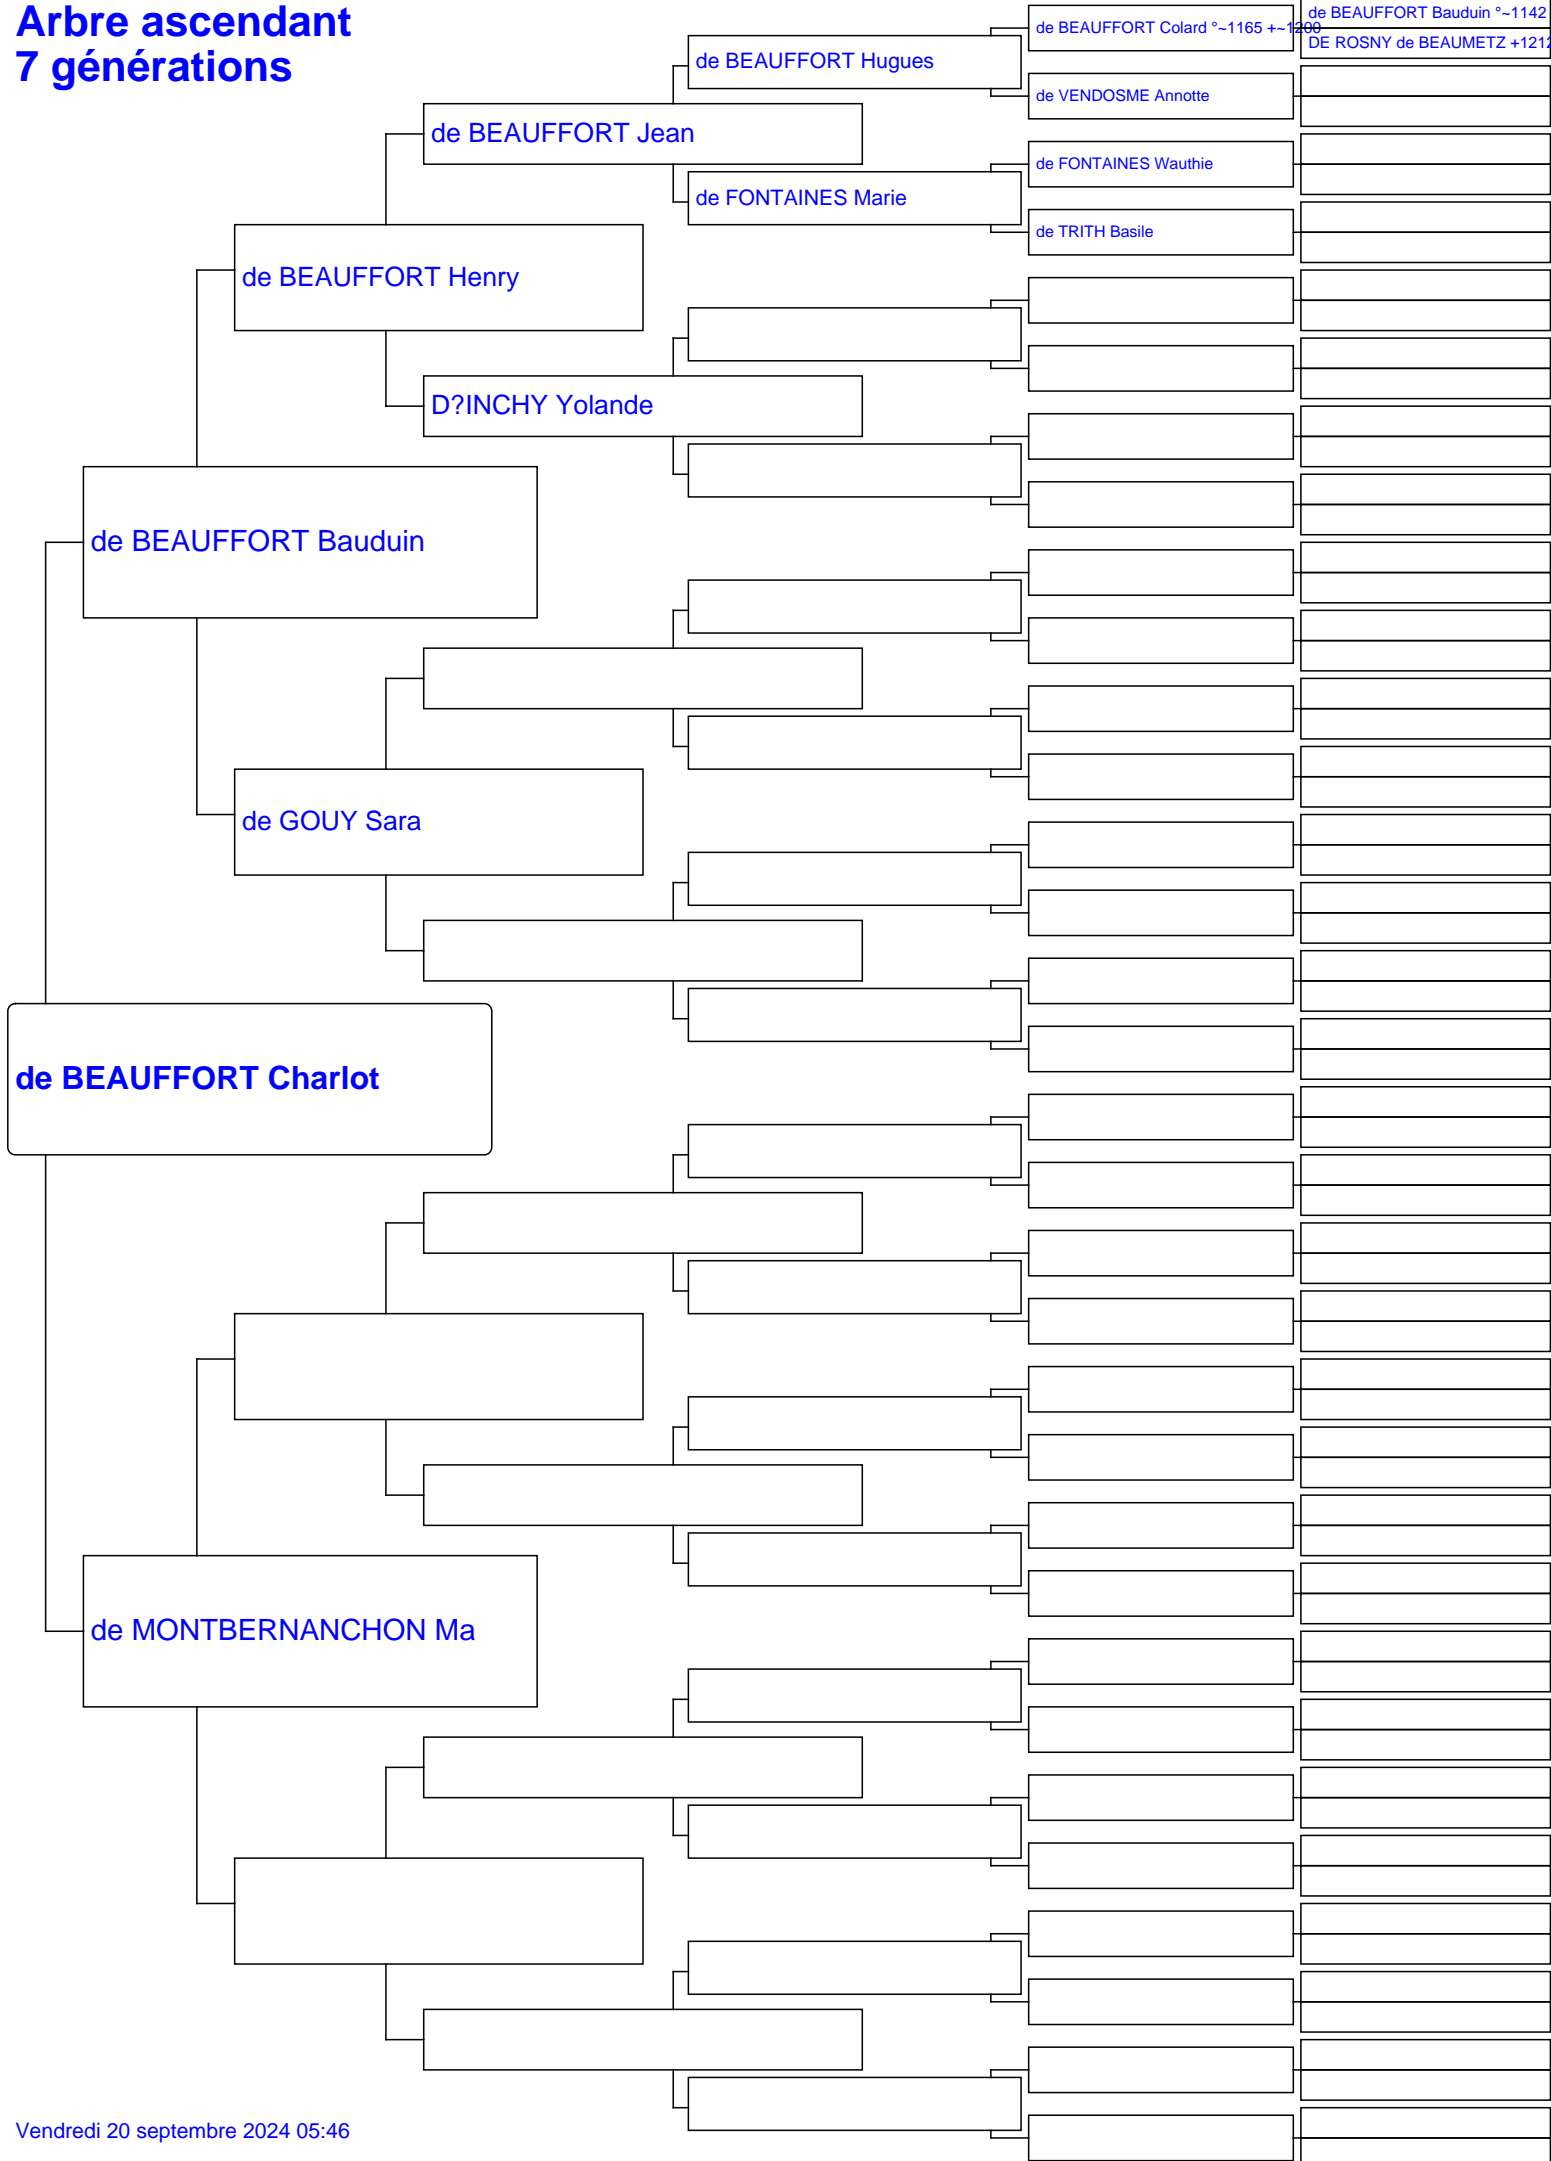 Arbre ascendant
7 générations
de BEAUFFORT Bauduin °~1142
de BEAUFFORT Colard °~1165 +~1200
DE ROSNY de BEAUMETZ +1212
de BEAUFFORT Hugues
de VENDOSME Annotte
de BEAUFFORT Jean
de FONTAINES Wauthie
de FONTAINES Marie
de TRITH Basile
de BEAUFFORT Henry
D?INCHY Yolande
de BEAUFFORT Bauduin
de GOUY Sara
de BEAUFFORT Charlot
de MONTBERNANCHON Ma
Vendredi 20 septembre 2024 05:46